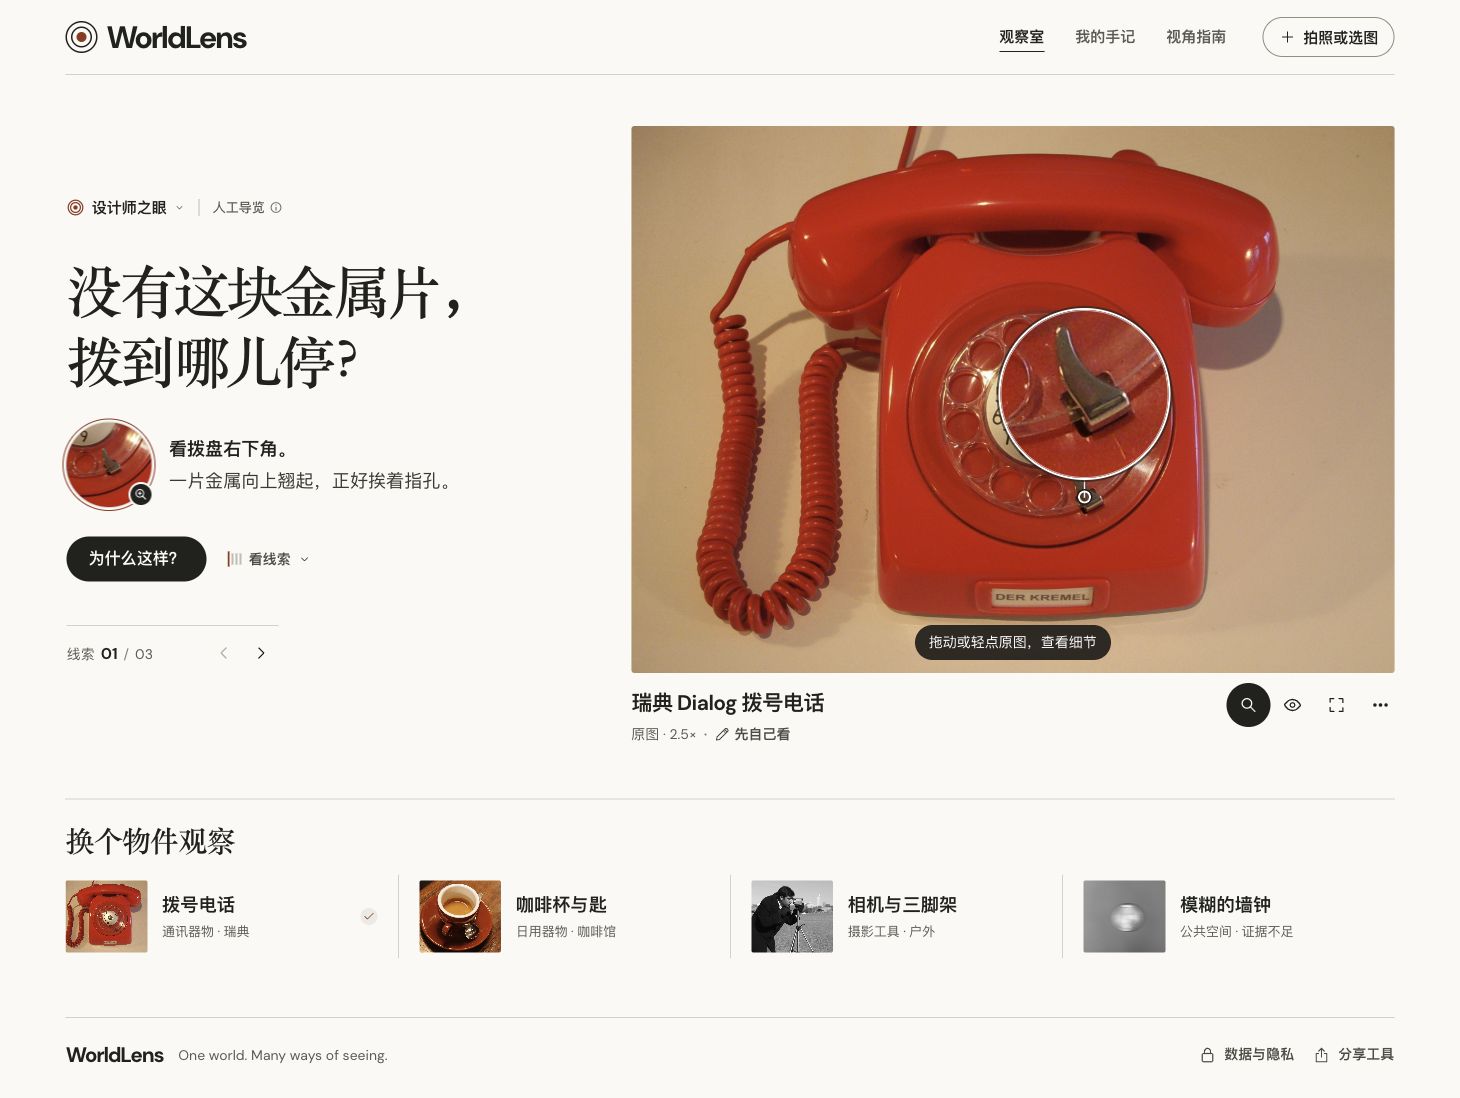 WorldLens
观察室
我的手记
视角指南
拍照或选图
设计师之眼
人工导览
没有这块金属片，
拨到哪儿停？
看拨盘右下角。
一片金属向上翘起，正好挨着指孔。
为什么这样？
看线索
线索 01 / 03
DER KREMEL
拖动或轻点原图，查看细节
瑞典 Dialog 拨号电话
原图 · 2.5× · 先自己看
换个物件观察
拨号电话
通讯器物 · 瑞典
咖啡杯与匙
日用器物 · 咖啡馆
相机与三脚架
摄影工具 · 户外
模糊的墙钟
公共空间 · 证据不足
WorldLens
One world. Many ways of seeing.
数据与隐私
分享工具